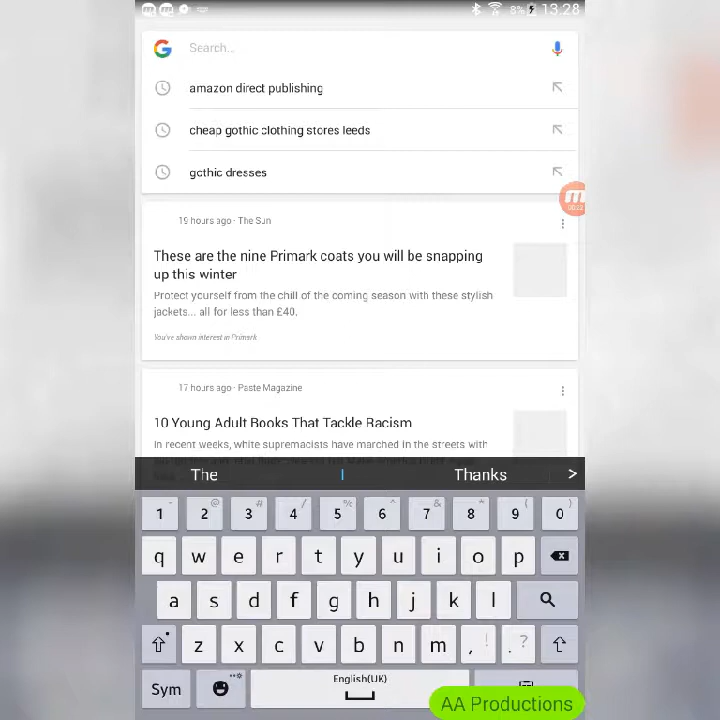 8% 13.28
Search...
amazon direct publishing
cheap gothic clothing stores leeds
gothic dresses
19 hours ago - The Sun
These are the nine Primark coats you will be snapping
up this winter
Protect yourself from the chill of the coming season with these stylish
jackets... all for less than £40.
You've shown interest in Primark
17 hours ago - Paste Magazine
10 Young Adult Books That Tackle Racism
In recent weeks, white supremacists have marched in the streets with
The I Thanks >
1 2 3 4 5 6 7 8 9 0
q w e r t y u i o p
a s d f g h j k l
z x c v b n m , ! . ?
Sym English(UK)
AA Productions